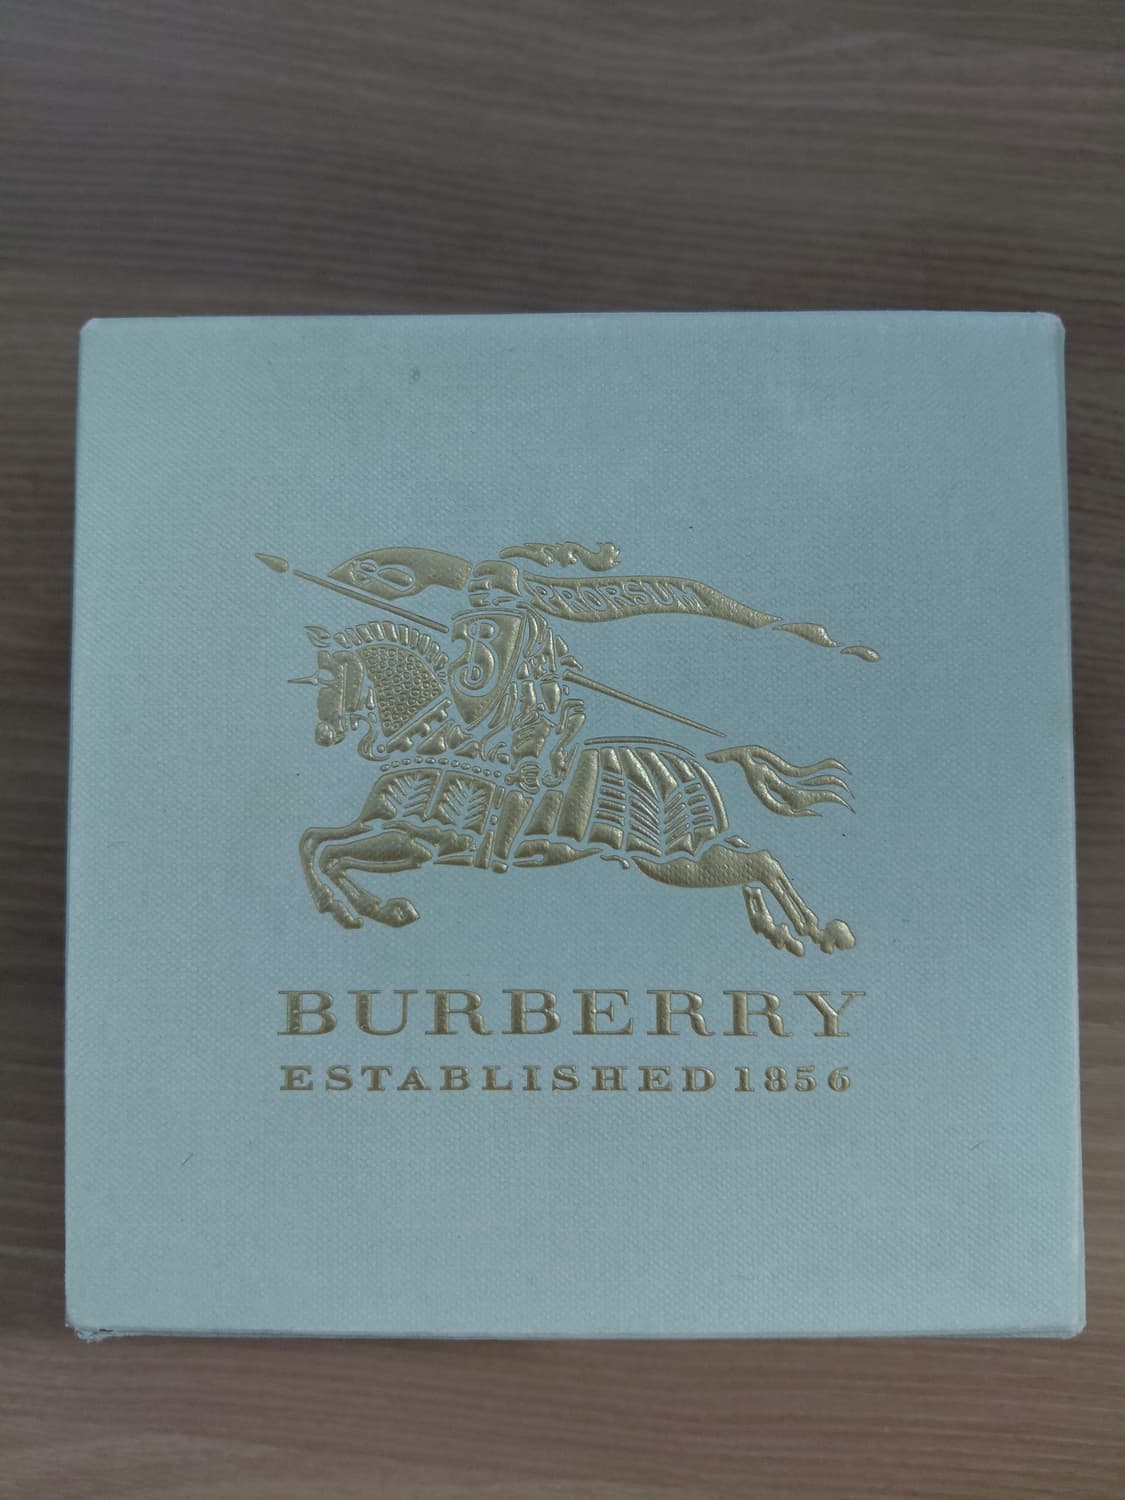 B
PRORSUM
B
BURBERRY
ESTABLISHED 1856